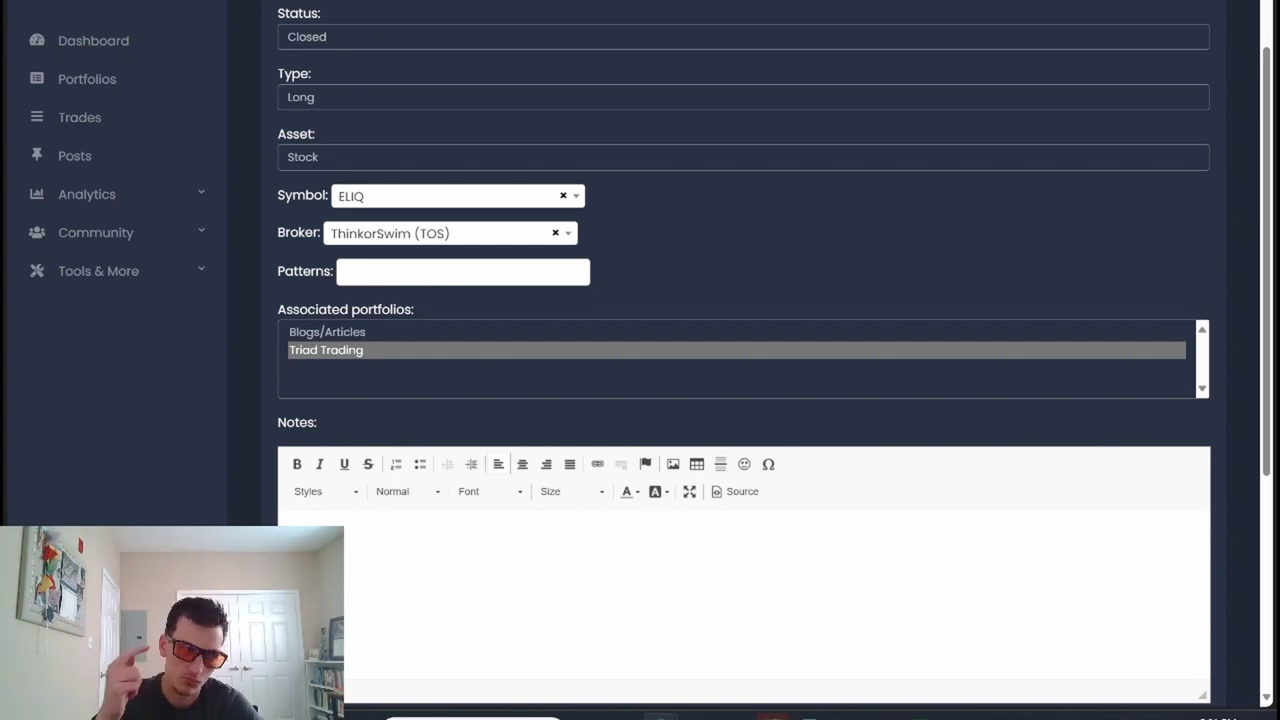 Status:
Closed
Dashboard
Portfolios
Type:
Long
Trades
Asset:
Posts
Stock
Analytics
Symbol: ELIQ
Community
Broker: ThinkorSwim (TOS)
Tools & More
Patterns:
Associated portfolios:
Blogs/Articles
Triad Trading
Notes:
B I U S
Styles Normal Font Size A A Source